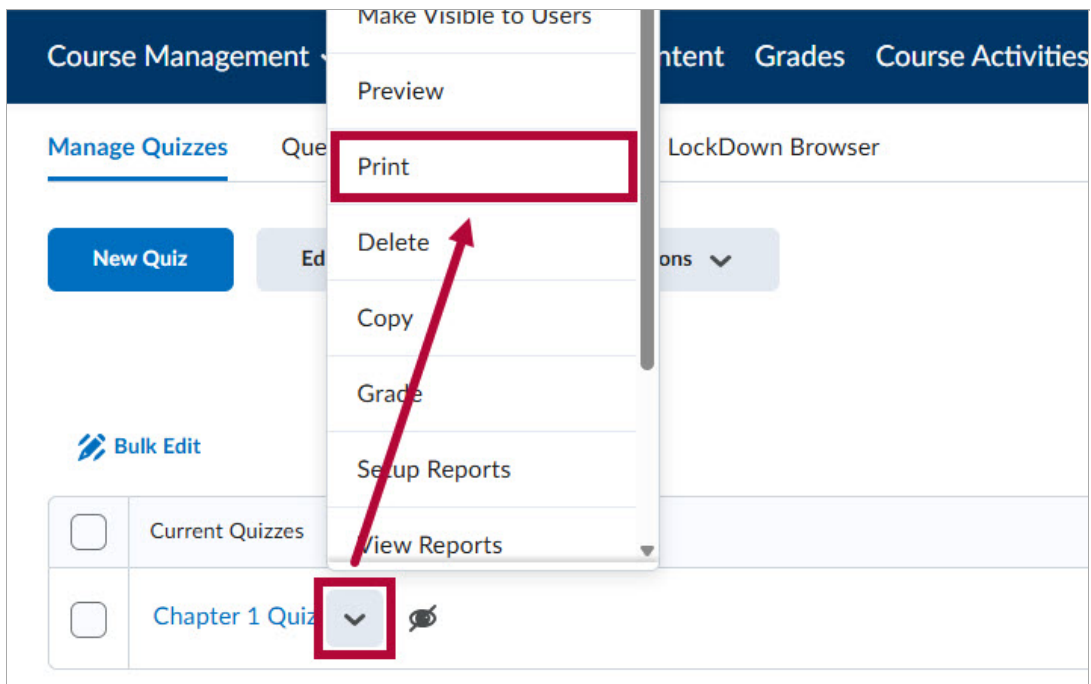 Make Visible to Users
Course Management ntent Grades Course Activities
Preview
Manage Quizzes Que LockDown Browser
Print
Delete
New Quiz Ed ons
Copy
Grade
Bulk Edit
Setup Reports
Current Quizzes
View Reports
Chapter 1 Quiz